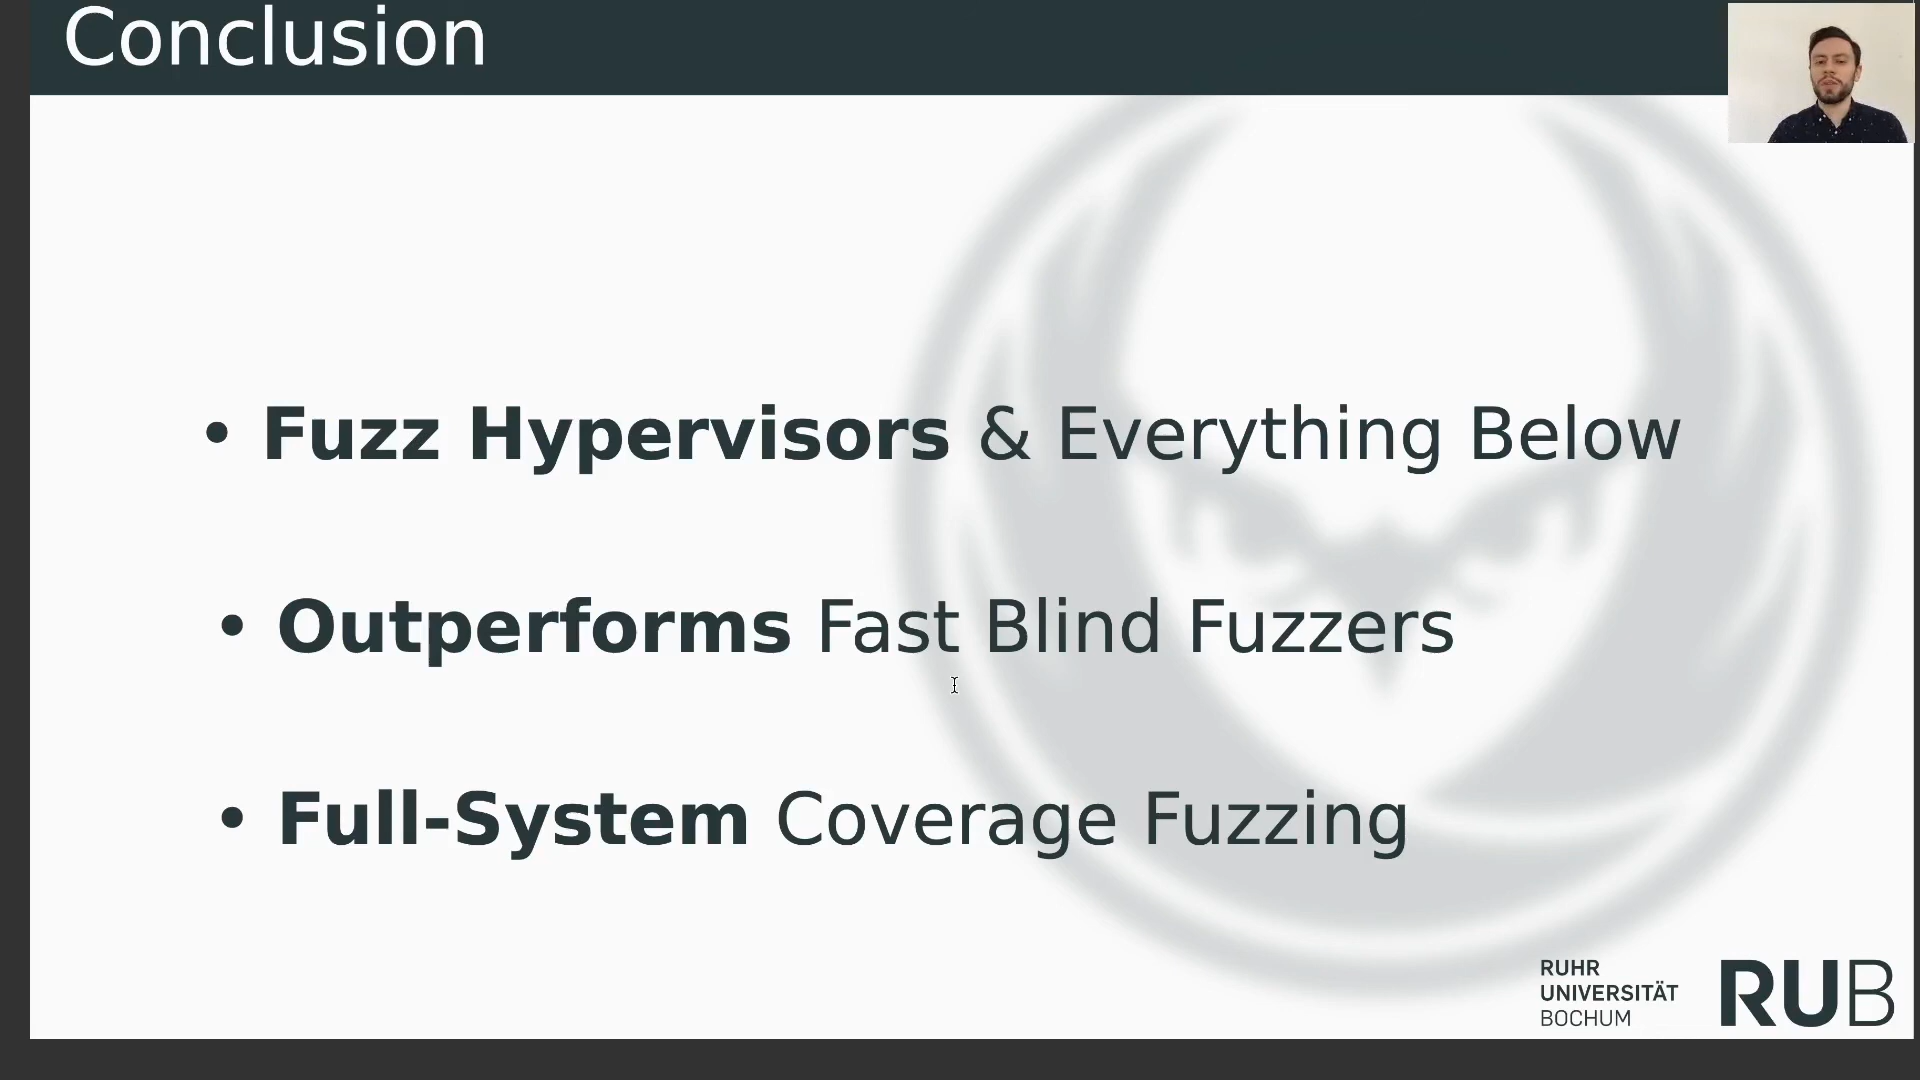 Conclusion
• Fuzz Hypervisors & Everything Below
• Outperforms Fast Blind Fuzzers
• Full-System Coverage Fuzzing
RUHR
UNIVERSITÄT
BOCHUM
RUB